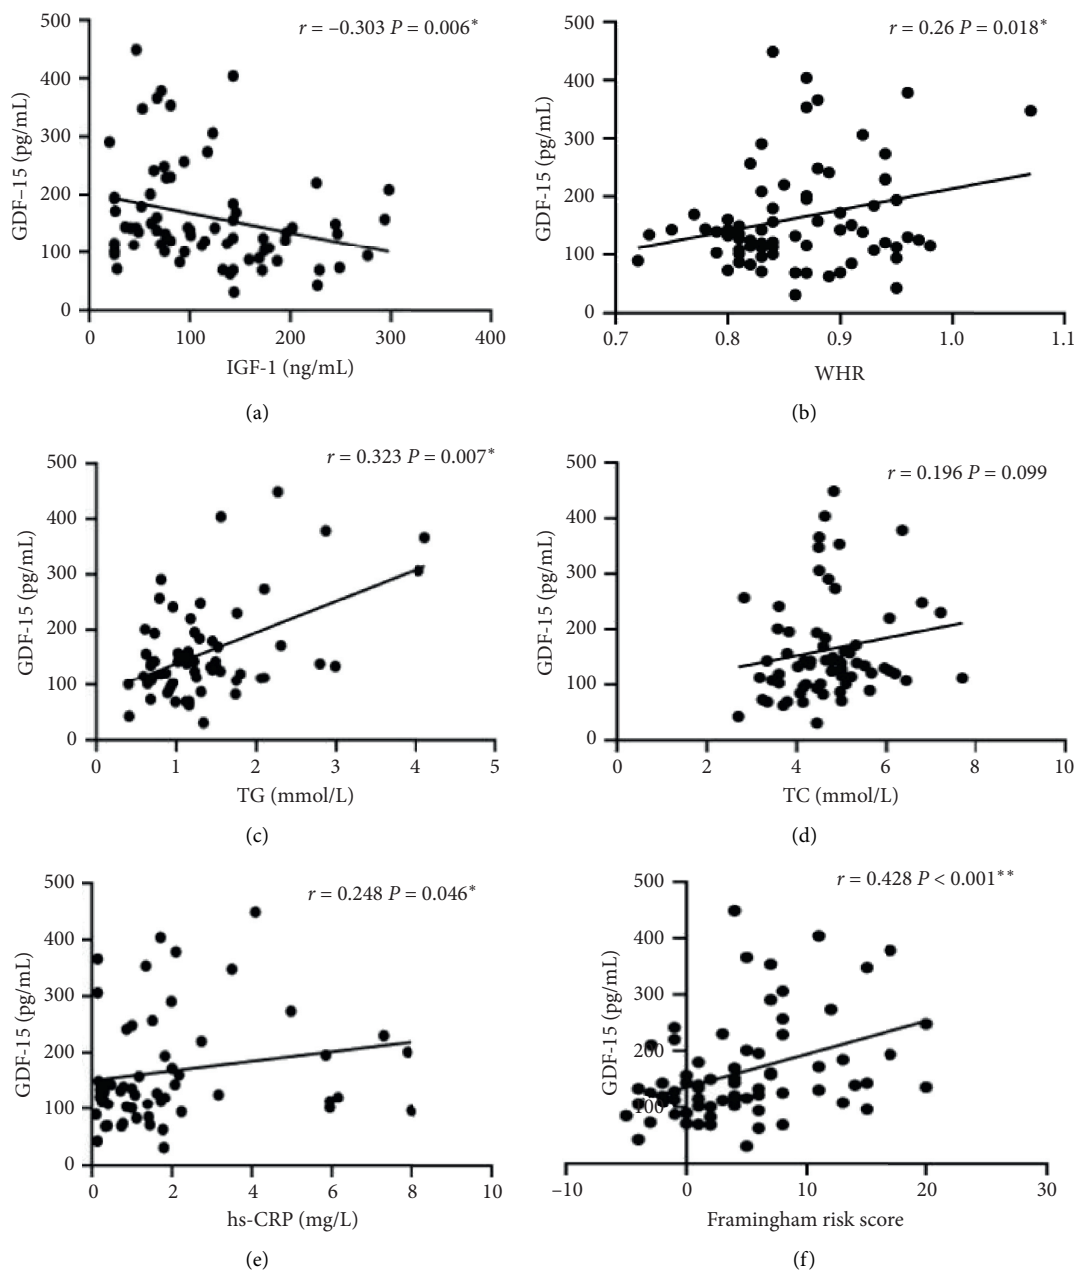 r = –0.303 P = 0.006*
500
400
300
200
100
0
GDF–15 (pg/mL)
0 100 200 300 400
IGF-1 (ng/mL)
(a)
r = 0.26 P = 0.018*
500
400
300
200
100
0
GDF-15 (pg/mL)
0.7 0.8 0.9 1.0 1.1
WHR
(b)
r = 0.323 P = 0.007*
500
400
300
200
100
0
GDF-15 (pg/mL)
0 1 2 3 4 5
TG (mmol/L)
(c)
r = 0.196 P = 0.099
500
400
300
200
100
0
GDF-15 (pg/mL)
0 2 4 6 8 10
TC (mmol/L)
(d)
r = 0.248 P = 0.046*
500
400
300
200
100
0
GDF-15 (pg/mL)
0 2 4 6 8 10
hs-CRP (mg/L)
(e)
r = 0.428 P < 0.001**
500
400
300
200
100
GDF-15 (pg/mL)
–10 0 10 20 30
Framingham risk score
(f)